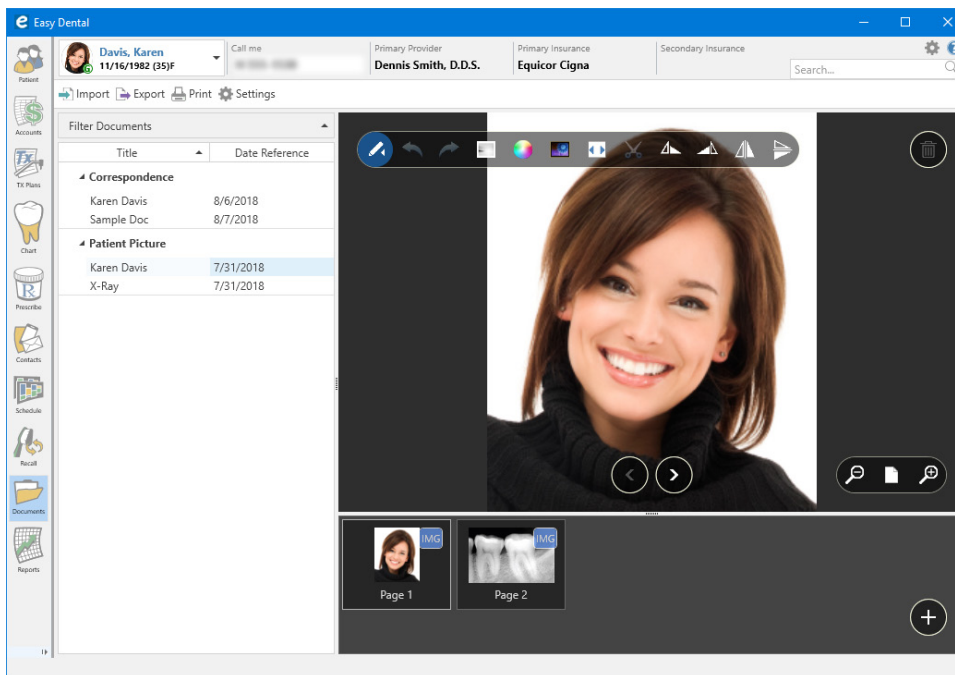 Easy Dental
Davis, Karen
11/16/1982 (35)F
Call me
Primary Provider
Dennis Smith, D.D.S.
Primary Insurance
Equicor Cigna
Secondary Insurance
Search...
Import Export Print Settings
Patient
Accounts
TX Plans
Chart
Prescribe
Contacts
Schedule
Recall
Documents
Reports
Filter Documents
Title Date Reference
Correspondence
Karen Davis 8/6/2018
Sample Doc 8/7/2018
Patient Picture
Karen Davis 7/31/2018
X-Ray 7/31/2018
IMG
Page 1
IMG
Page 2